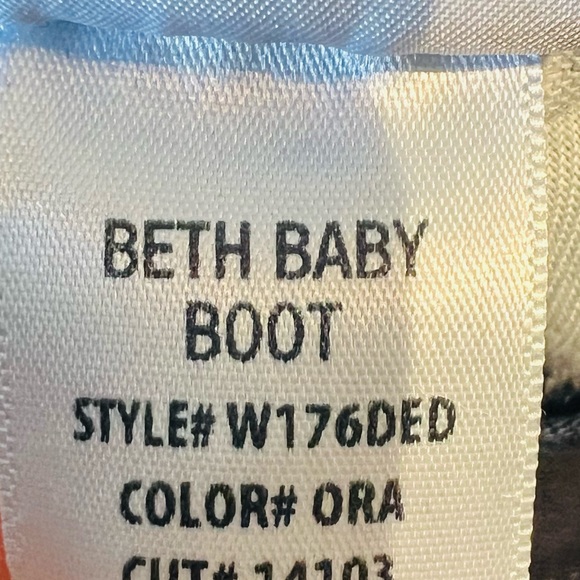 BETH BABY
BOOT
STYLE# W176DED
COLOR# ORA
CUT# 14103